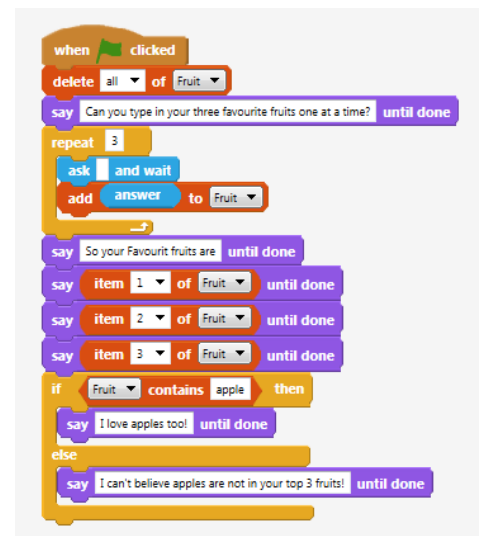 when clicked
delete all of Fruit
say Can you type in your three favourite fruits one at a time? until done
repeat 3
ask and wait
add answer to Fruit
say So your Favourit fruits are until done
say item 1 of Fruit until done
say item 2 of Fruit until done
say item 3 of Fruit until done
if Fruit contains apple then
say I love apples too! until done
else
say I can't believe apples are not in your top 3 fruits! until done